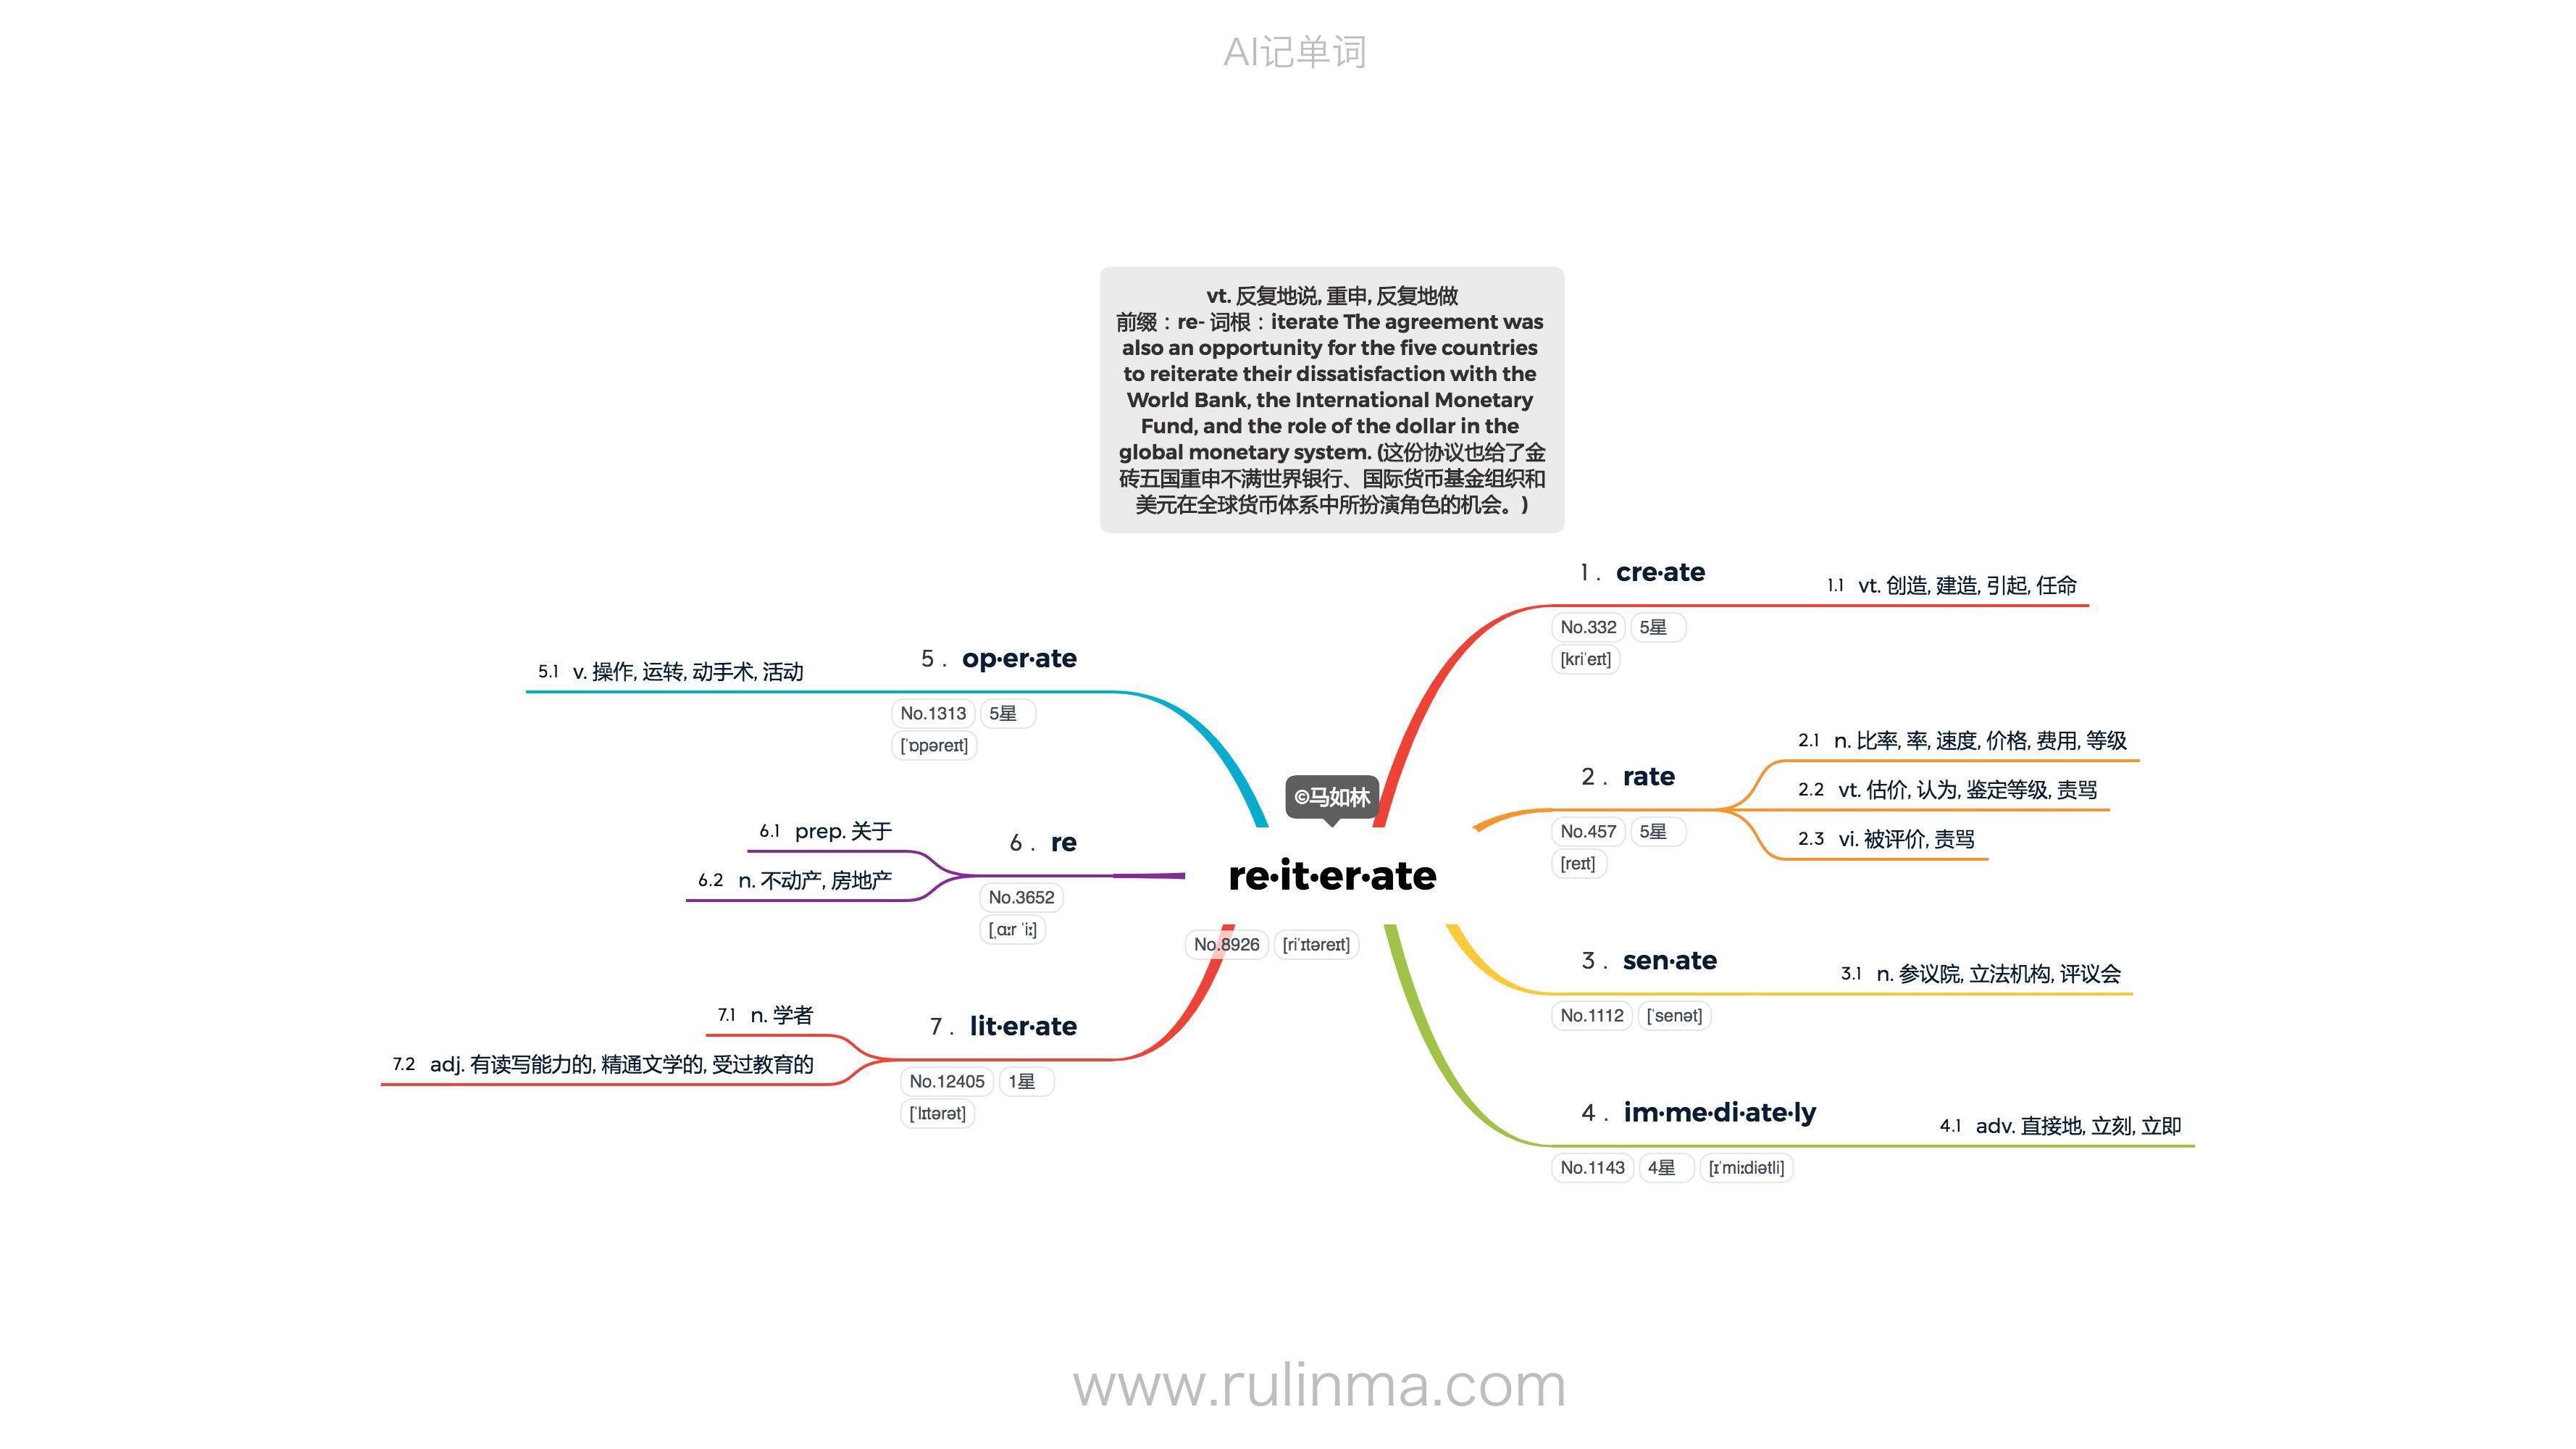 AI记单词
vt. 反复地说, 重申, 反复地做
前缀：re- 词根：iterate The agreement was
also an opportunity for the five countries
to reiterate their dissatisfaction with the
World Bank, the International Monetary
Fund, and the role of the dollar in the
global monetary system. (这份协议也给了金
砖五国重申不满世界银行、国际货币基金组织和
美元在全球货币体系中所扮演角色的机会。)
©马如林
re·it·er·ate
No.8926 [riˈɪtəreɪt]
1 . cre·ate
No.332 5星
[kriˈeɪt]
1.1 vt. 创造, 建造, 引起, 任命
2 . rate
No.457 5星
[reɪt]
2.1 n. 比率, 率, 速度, 价格, 费用, 等级
2.2 vt. 估价, 认为, 鉴定等级, 责骂
2.3 vi. 被评价, 责骂
3 . sen·ate
No.1112 [ˈsenət]
3.1 n. 参议院, 立法机构, 评议会
4 . im·me·di·ate·ly
No.1143 4星 [ɪˈmiːdiətli]
4.1 adv. 直接地, 立刻, 立即
5 . op·er·ate
No.1313 5星
[ˈɒpəreɪt]
5.1 v. 操作, 运转, 动手术, 活动
6 . re
No.3652
[ˌɑːr ˈiː]
6.1 prep. 关于
6.2 n. 不动产, 房地产
7 . lit·er·ate
No.12405 1星
[ˈlɪtərət]
7.1 n. 学者
7.2 adj. 有读写能力的, 精通文学的, 受过教育的
www.rulinma.com